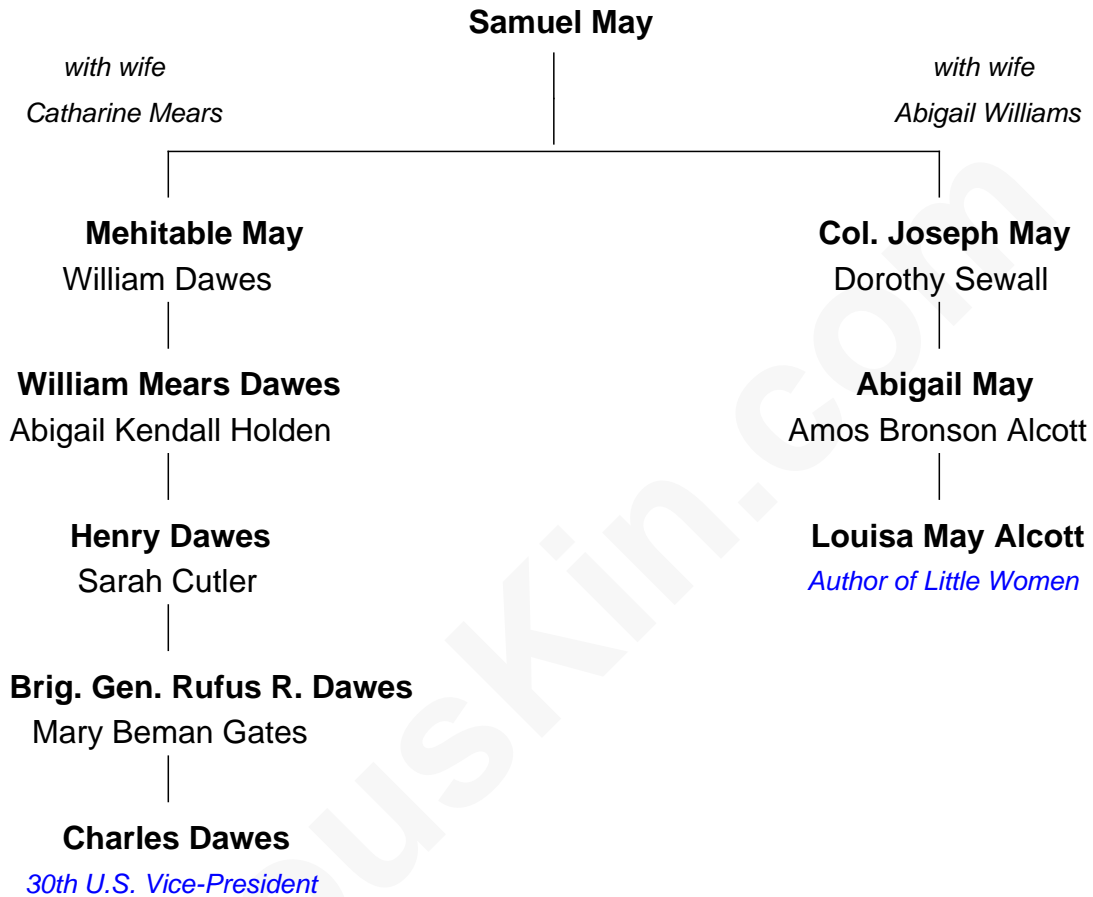 Samuel May
with wife
Catharine Mears
with wife
Abigail Williams
Mehitable May
William Dawes
William Mears Dawes
Abigail Kendall Holden
Henry Dawes
Sarah Cutler
Brig. Gen. Rufus R. Dawes
Mary Beman Gates
Charles Dawes
30th U.S. Vice-President
Col. Joseph May
Dorothy Sewall
Abigail May
Amos Bronson Alcott
Louisa May Alcott
Author of Little Women
ousKin.com